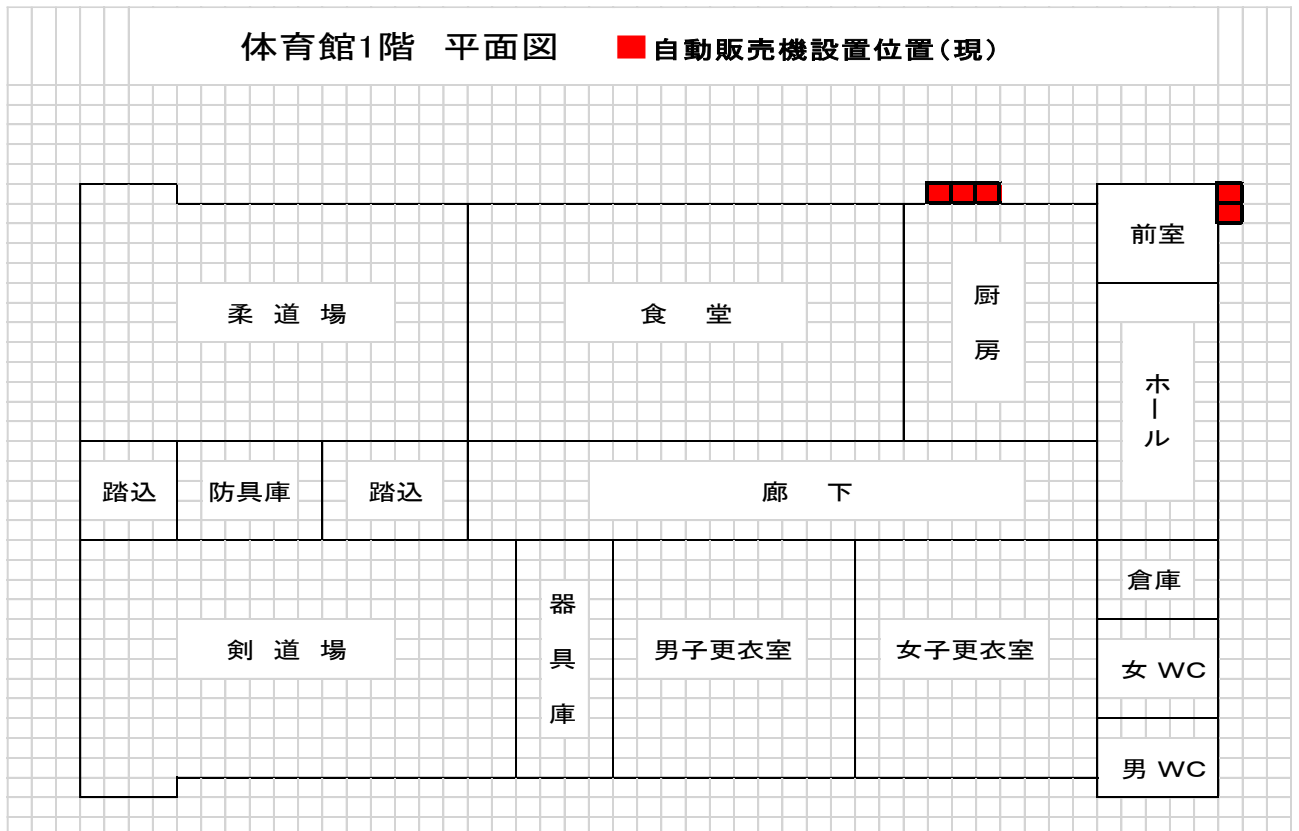 体育館1階 平面図 ■自動販売機設置位置(現)
前室
柔道場
食堂
厨房
ホール
踏込
防具庫
踏込
廊下
倉庫
剣道場
器具庫
男子更衣室
女子更衣室
女 WC
男 WC